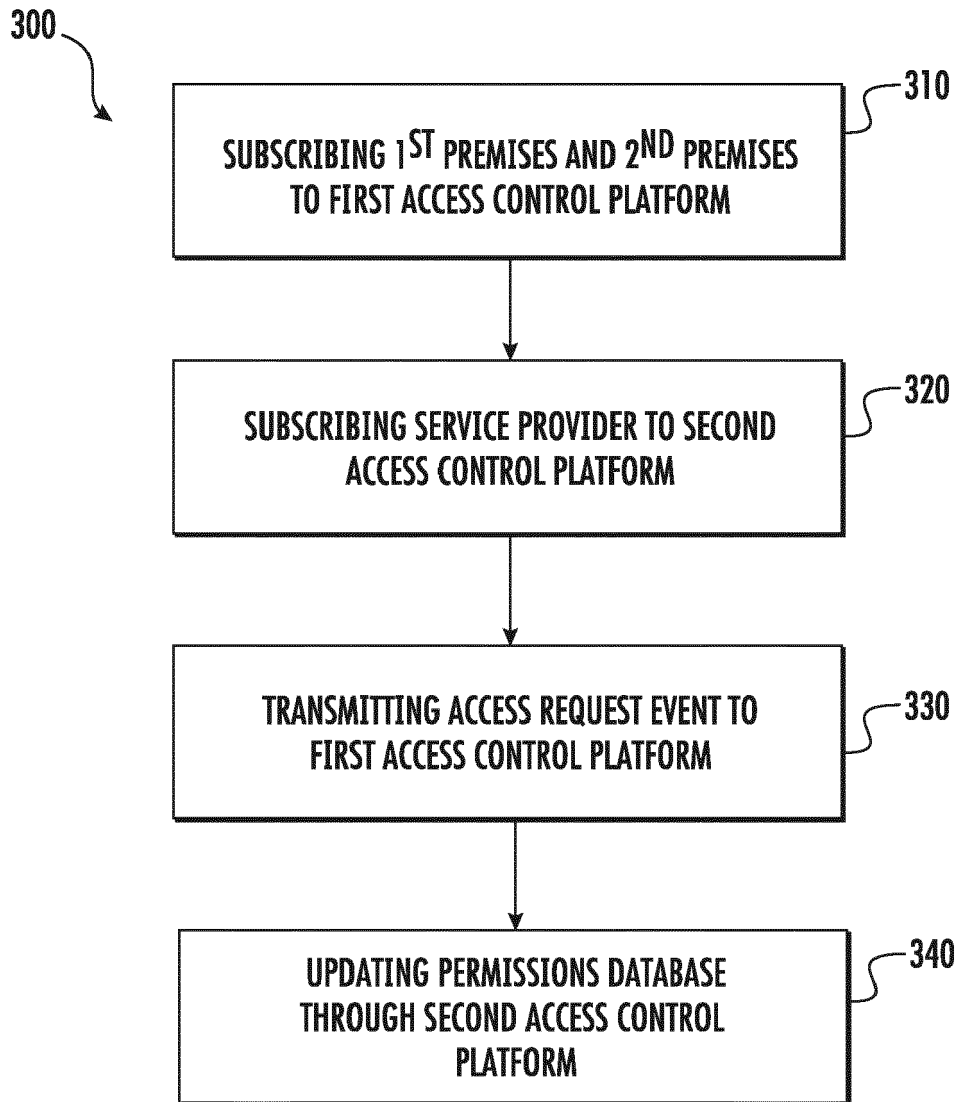 300
310
SUBSCRIBING 1ST PREMISES AND 2ND PREMISES
TO FIRST ACCESS CONTROL PLATFORM
320
SUBSCRIBING SERVICE PROVIDER TO SECOND
ACCESS CONTROL PLATFORM
330
TRANSMITTING ACCESS REQUEST EVENT TO
FIRST ACCESS CONTROL PLATFORM
340
UPDATING PERMISSIONS DATABASE
THROUGH SECOND ACCESS CONTROL
PLATFORM